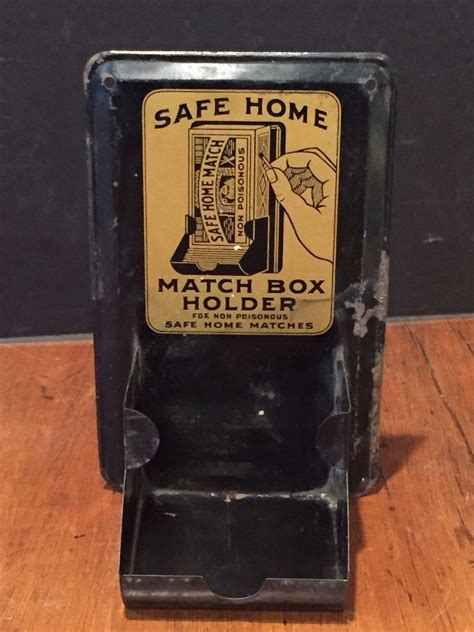 SAFE HOME
SAFE HOME MATCH
NON POISONOUS
MATCH BOX
HOLDER
FOR NON POISONOUS
SAFE HOME MATCHES